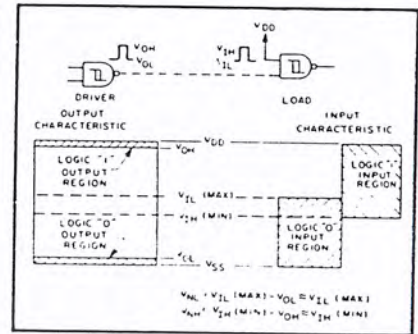 VDD
VOH
VOL
VIH
VIL
DRIVER
LOAD
OUTPUT
CHARACTERISTIC
INPUT
CHARACTERISTIC
VDD
VOH
LOGIC "1"
OUTPUT
REGION
LOGIC "1"
INPUT
REGION
VIL (MAX)
VIH (MIN)
LOGIC "0"
OUTPUT
REGION
LOGIC "0"
INPUT
REGION
VOL
VSS
VNL = VIL (MAX) - VOL ≅ VIL (MAX)
VNH = VIH (MIN) - VOH ≅ VIH (MIN)